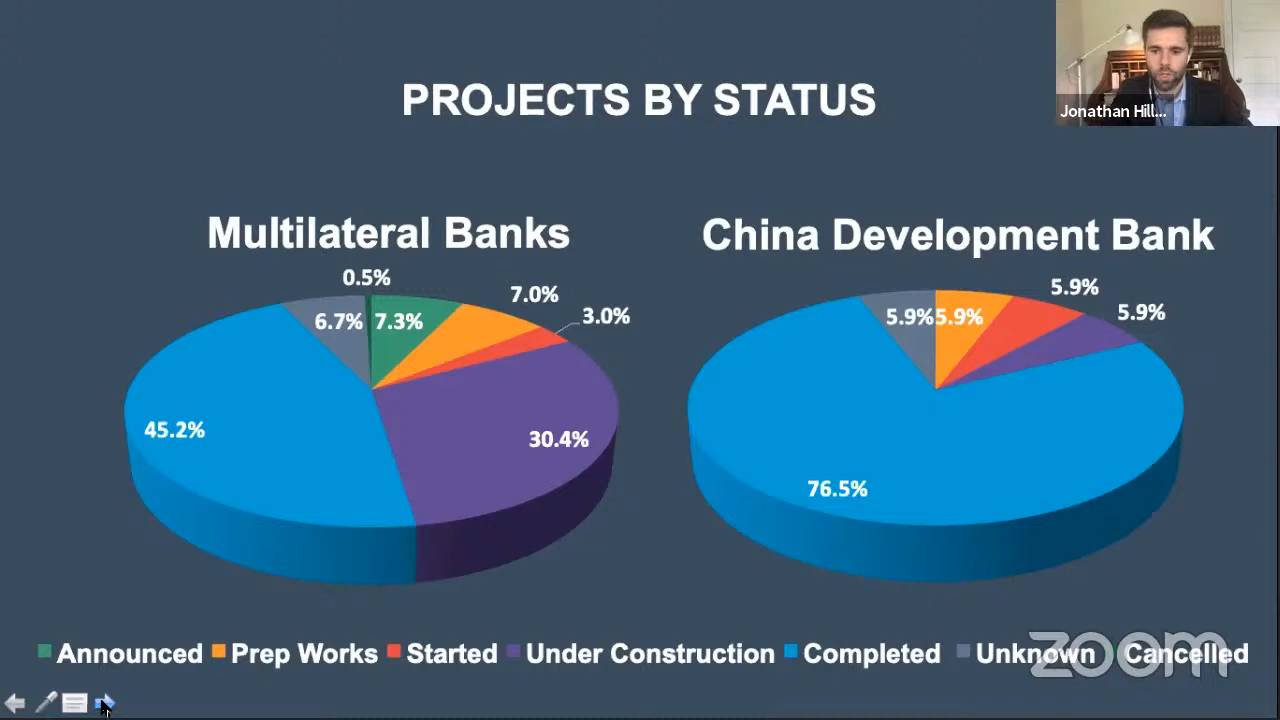 PROJECTS BY STATUS
Jonathan Hill...
Multilateral Banks
0.5%
6.7%
7.3%
7.0%
3.0%
45.2%
30.4%
China Development Bank
5.9%
5.9%
5.9%
5.9%
76.5%
Announced Prep Works Started Under Construction Completed Unknown Cancelled
zoom